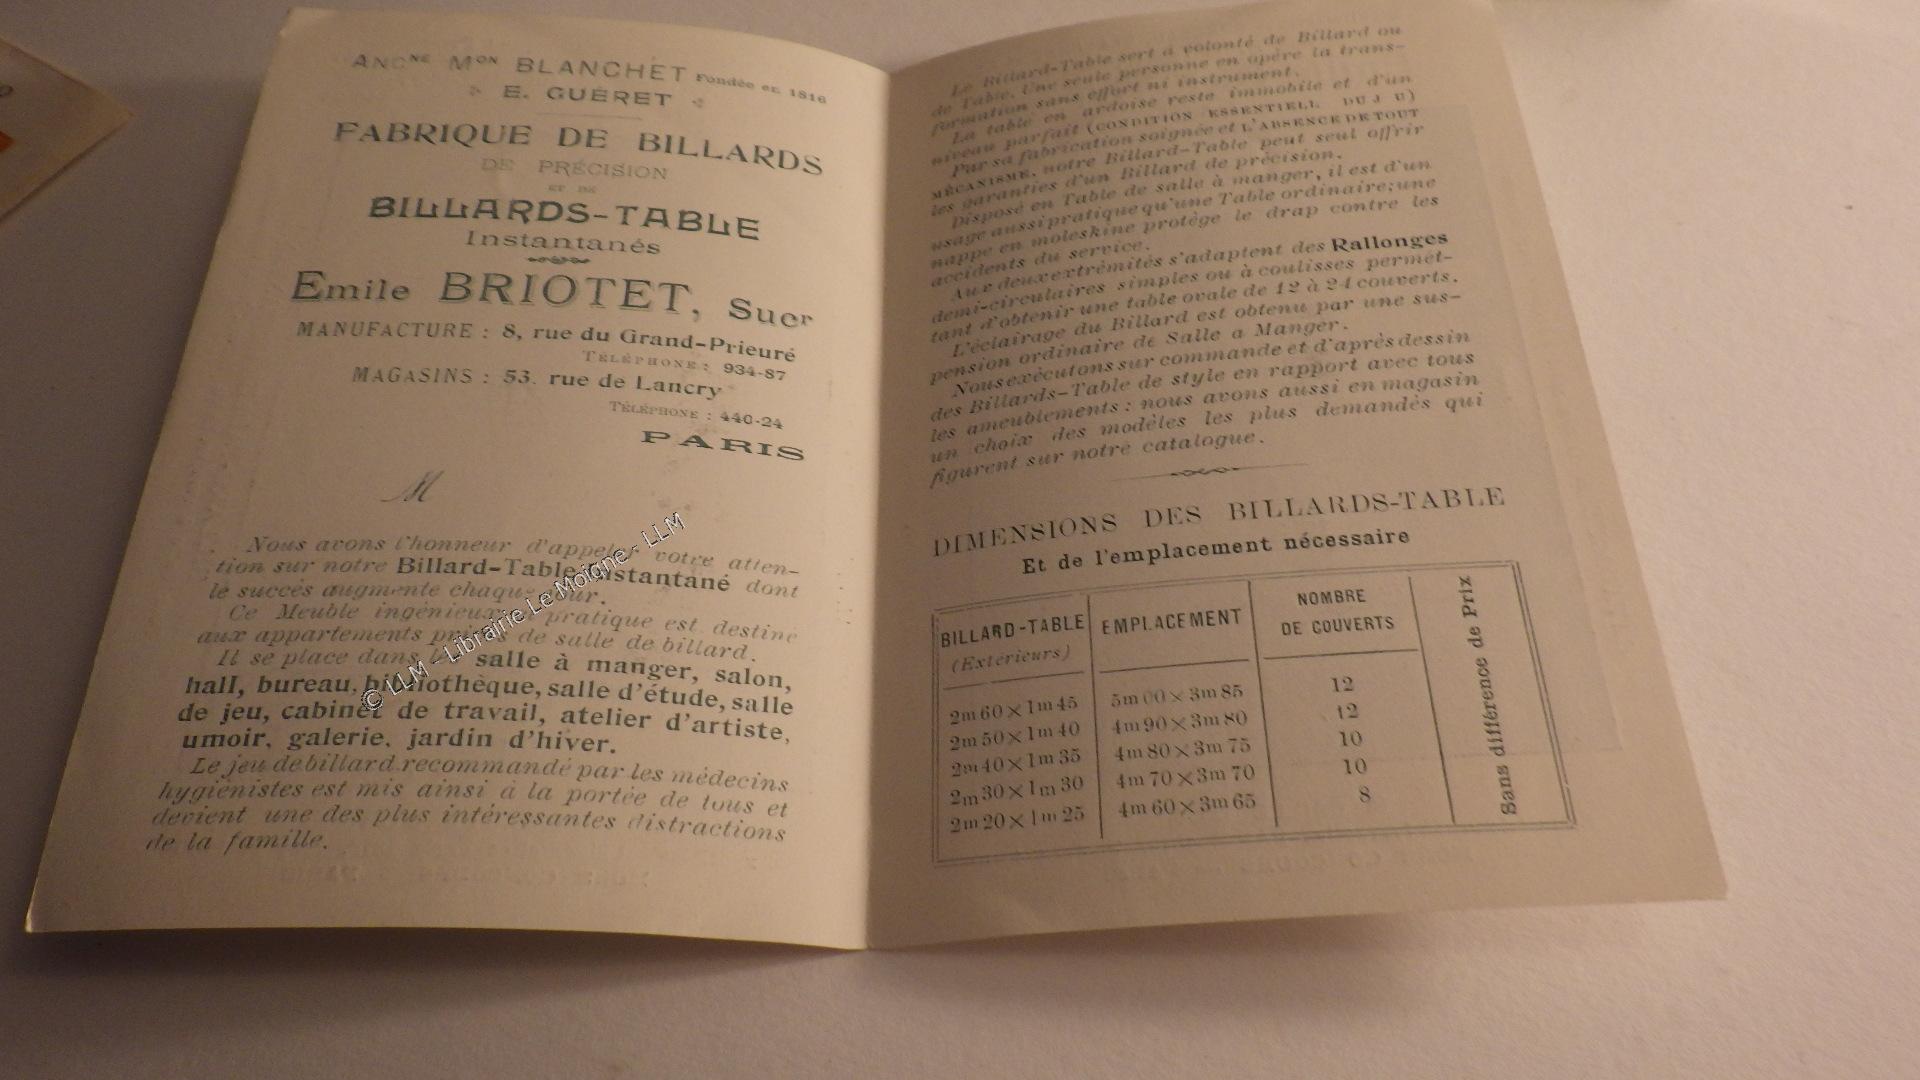 ANCNE MON BLANCHET Fondée en 1816
E. GUÉRET
FABRIQUE DE BILLARDS
DE PRÉCISION
ET DE
BILLARDS-TABLE
Instantanés
Emile BRIOTET, Sucr
MANUFACTURE : 8, rue du Grand-Prieuré
TÉLÉPHONE : 934-87
MAGASINS : 53, rue de Lancry
TÉLÉPHONE : 440-24
PARIS
M
Nous avons l'honneur d'appeler votre atten-
tion sur notre Billard-Table instantané dont
le succès augmente chaque jour.
Ce Meuble ingénieux pratique est destiné
aux appartements privés de salle de billard.
Il se place dans les salle à manger, salon,
hall, bureau, bibliothèque, salle d'étude, salle
de jeu, cabinet de travail, atelier d'artiste,
umoir, galerie, jardin d'hiver.
Le jeu de billard recommandé par les médecins
hygiénistes est mis ainsi à la portée de tous et
devient une des plus intéressantes distractions
de la famille.
© LLM - Librairie Le Moigne - LLM
Le Billard-Table sert à volonté de Billard ou
de Table. Une seule personne en opère la trans-
formation sans effort ni instrument.
La table en ardoise reste immobile et d'un
niveau parfait (CONDITION ESSENTIELL DU J U)
Par sa fabrication soignée et L'ABSENCE DE TOUT
MÉCANISME, notre Billard-Table peut seul offrir
les garanties d'un Billard de précision.
Disposé en Table de salle à manger, il est d'un
usage aussi pratique qu'une Table ordinaire; une
nappe en moleskine protège le drap contre les
accidents du service.
Aux deux extrémités s'adaptent des Rallonges
demi-circulaires simples ou à coulisses permet-
tant d'obtenir une table ovale de 12 à 24 couverts.
L'éclairage du Billard est obtenu par une sus-
pension ordinaire de Salle a Manger.
Nous exécutons sur commande et d'après dessin
des Billards-Table de style en rapport avec tous
les ameublements : nous avons aussi en magasin
un choix des modèles les plus demandés qui
figurent sur notre catalogue.
DIMENSIONS DES BILLARDS-TABLE
Et de l'emplacement nécessaire
BILLARD-TABLE (Extérieurs) EMPLACEMENT NOMBRE DE COUVERTS
2m60×1m45 5m00×3m85 12
2m50×1m40 4m90×3m80 12
2m40×1m35 4m80×3m75 10
2m30×1m30 4m70×3m70 10
2m20×1m25 4m60×3m65 8
Sans différence de Prix